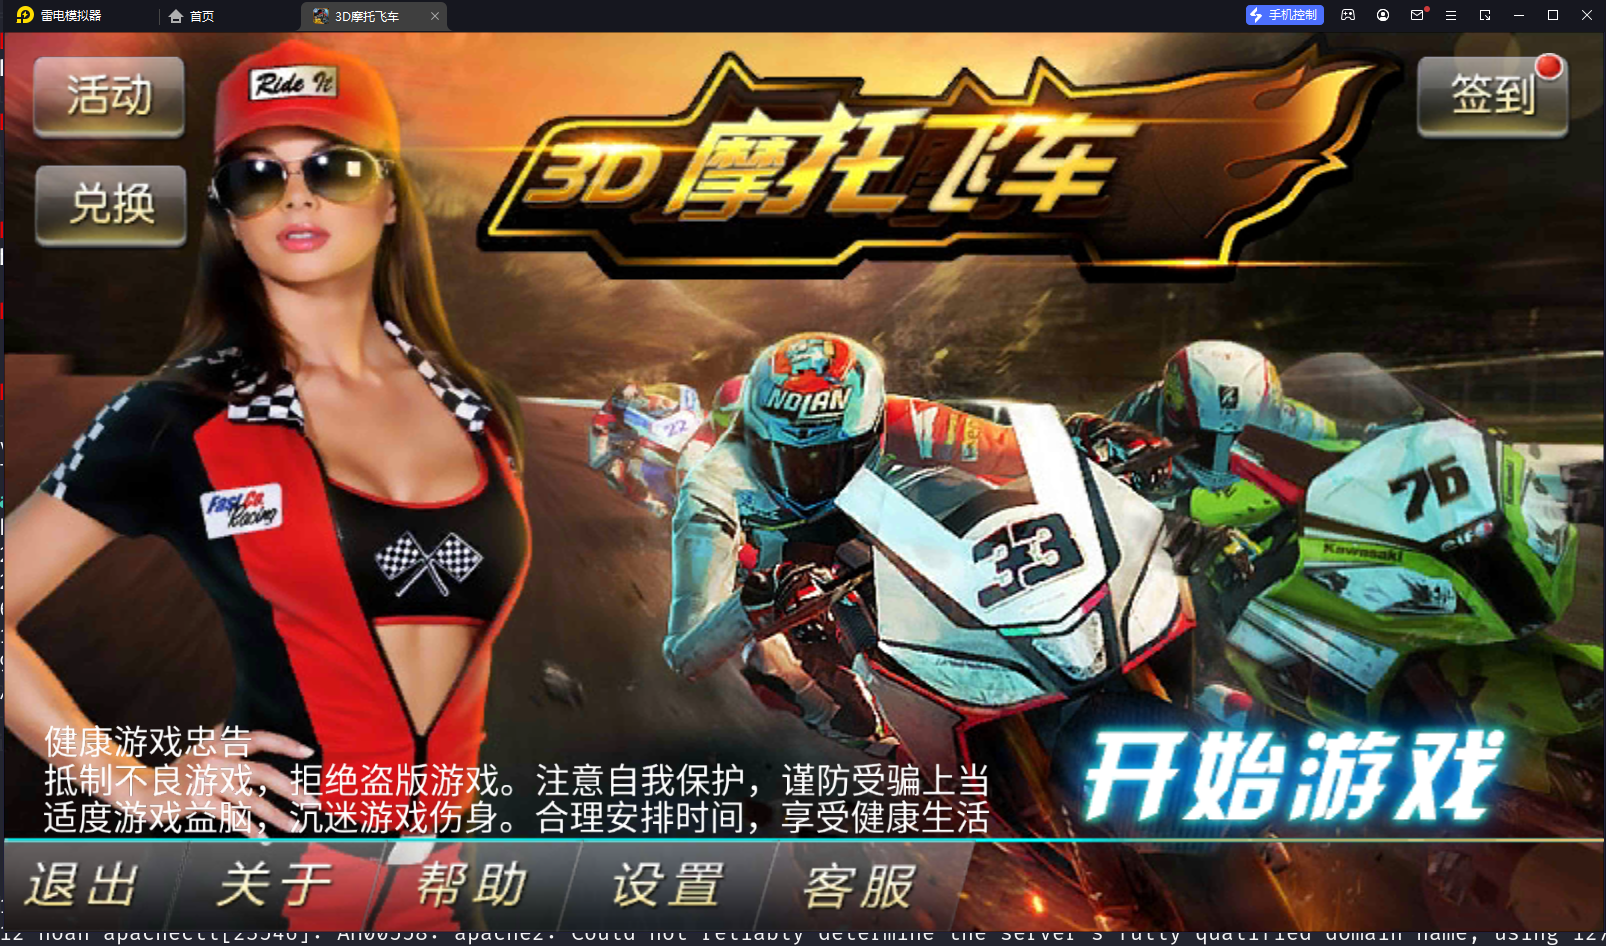 雷电模拟器
首页
3D摩托飞车
手机控制
活动
Ride It
3D摩托飞车
签到
兑换
NOLAN
22
76
FastCo.
Racing
33
Kawasaki
健康游戏忠告
抵制不良游戏，拒绝盗版游戏。注意自我保护，谨防受骗上当
适度游戏益脑，沉迷游戏伤身。合理安排时间，享受健康生活
开始游戏
退出
关于
帮助
设置
客服
12 noah apachectl[25546]: AH00558: apache2: Could not reliably determine the server's fully qualified domain name, using 127